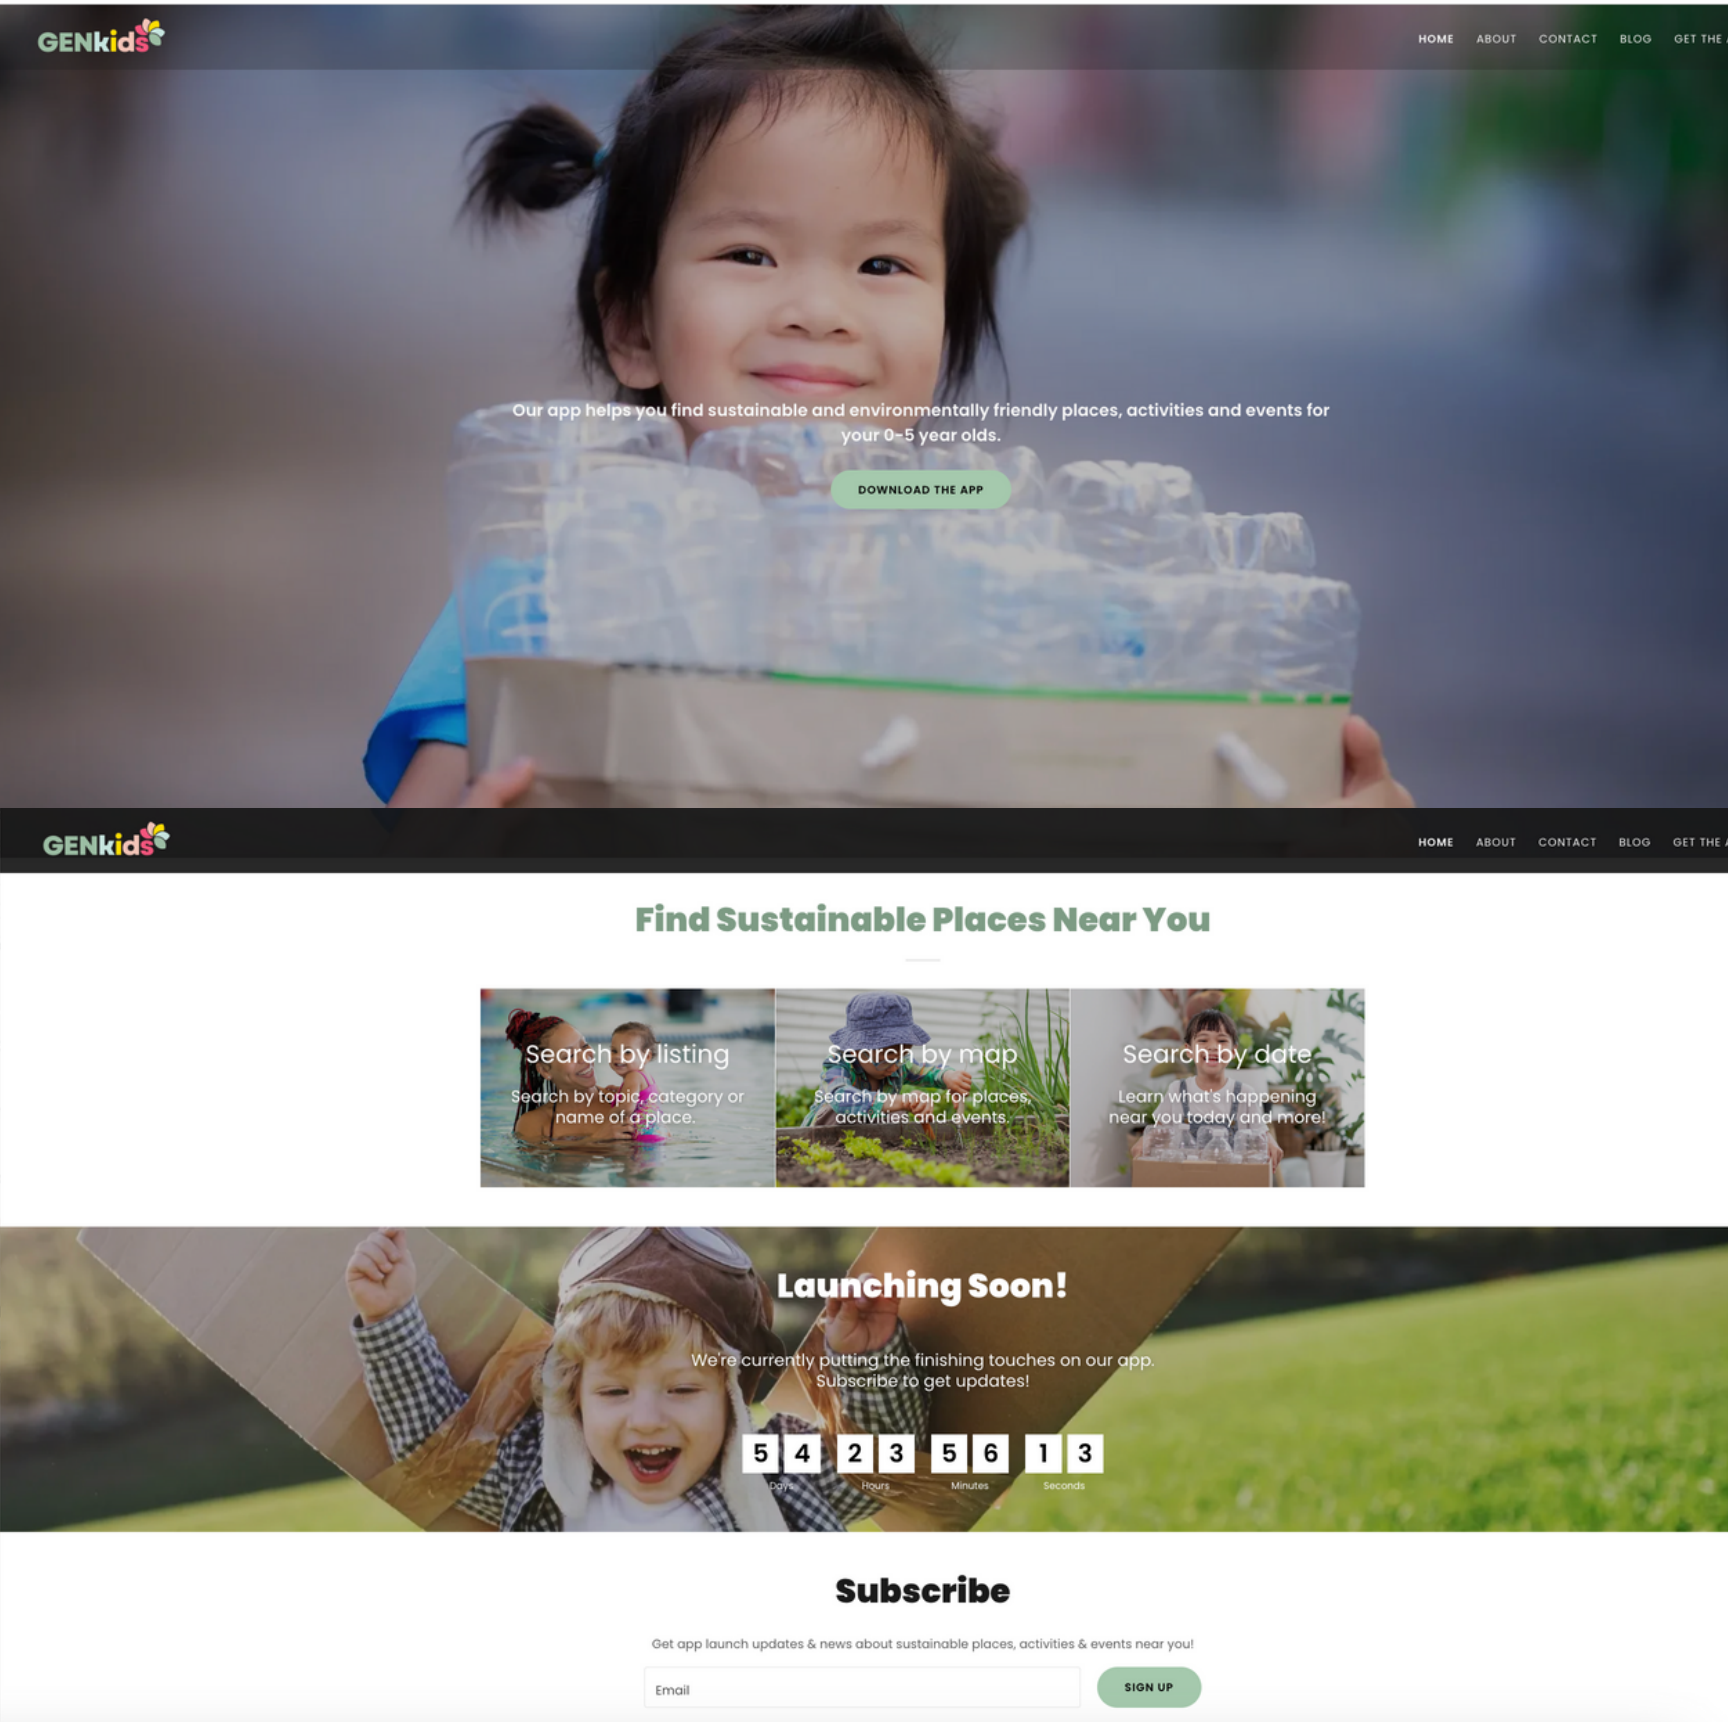 GENkids
HOME ABOUT CONTACT BLOG GET THE
Our app helps you find sustainable and environmentally friendly places, activities and events for
your 0-5 year olds.
DOWNLOAD THE APP
GENkids
HOME ABOUT CONTACT BLOG GET THE
Find Sustainable Places Near You
Search by listing
Search by topic, category or
name of a place.
Search by map
Search by map for places,
activities and events.
Search by date
Learn what's happening
near you today and more!
Launching Soon!
We're currently putting the finishing touches on our app.
Subscribe to get updates!
5 4 2 3 5 6 1 3
Days Hours Minutes Seconds
Subscribe
Get app launch updates & news about sustainable places, activities & events near you!
Email
SIGN UP